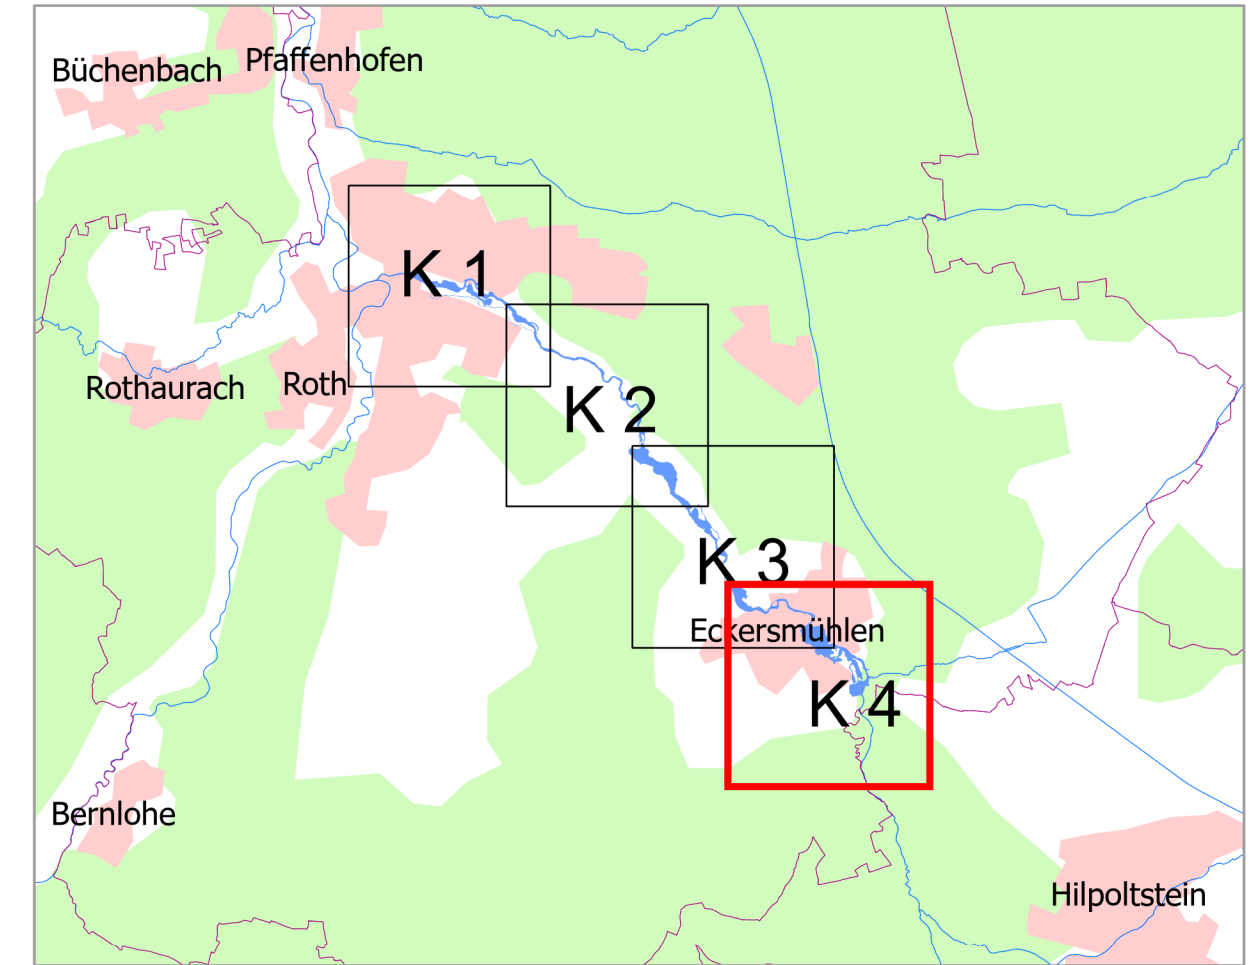 Büchenbach
Pfaffenhofen
K 1
Rothaurach
Roth
K 2
K 3
Eckersmühlen
K 4
Bernlohe
Hilpoltstein